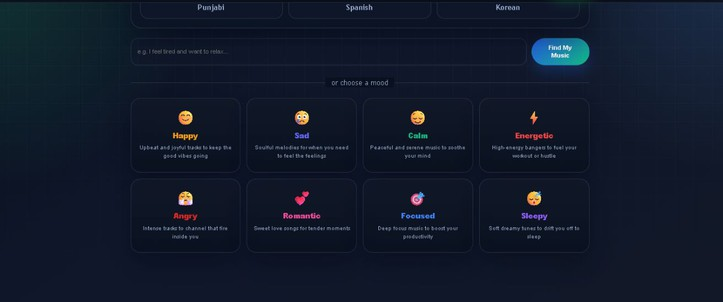 Punjabi
Spanish
Korean
e.g. I feel tired and want to relax...
Find My
Music
or choose a mood
Happy
Upbeat and joyful tracks to keep the
good vibes going
Sad
Soulful melodies for when you need
to feel the feelings
Calm
Peaceful and serene music to soothe
your mind
Energetic
High-energy bangers to fuel your
workout or hustle
Angry
Intense tracks to channel that fire
inside you
Romantic
Sweet love songs for tender moments
Focused
Deep focus music to boost your
productivity
Sleepy
Soft dreamy tunes to drift you off to
sleep